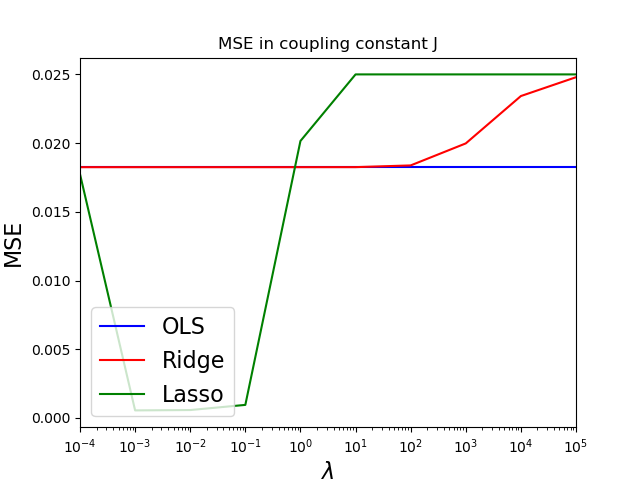 MSE in coupling constant J
0.025
0.020
0.015
0.010
0.005
0.000
MSE
OLS
Ridge
Lasso
10⁻⁴ 10⁻³ 10⁻² 10⁻¹ 10⁰ 10¹ 10² 10³ 10⁴ 10⁵
λ